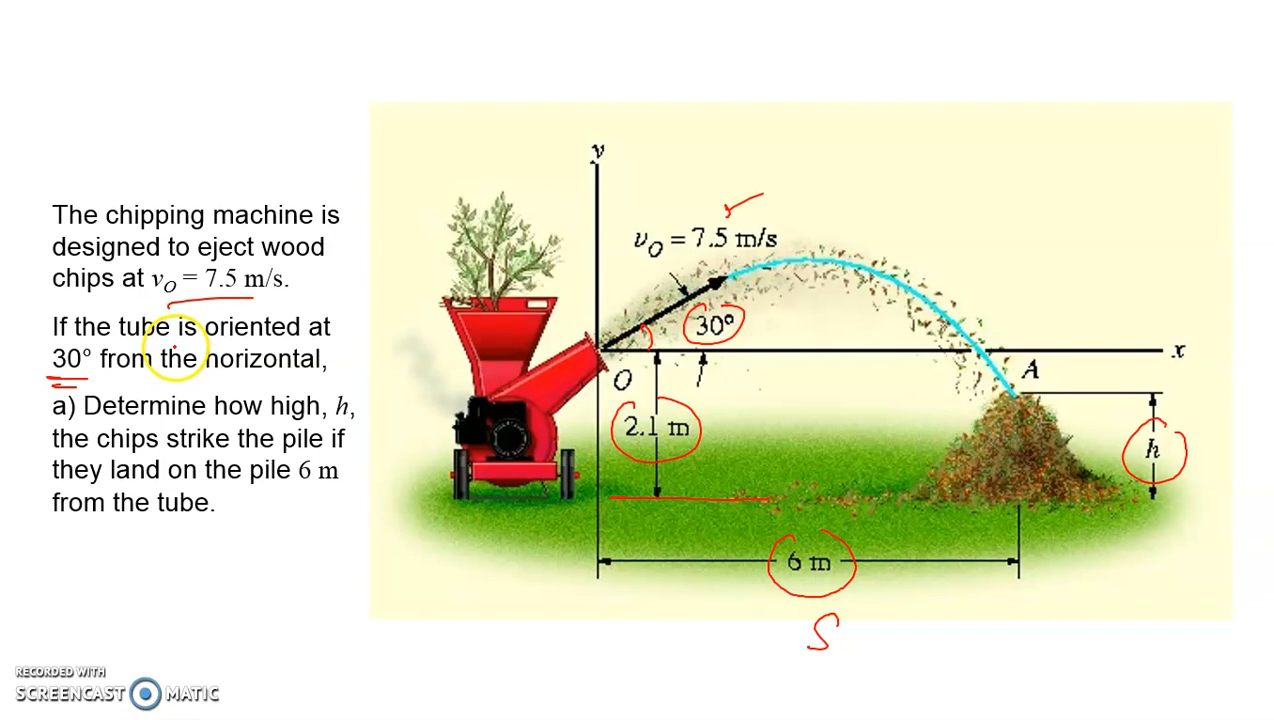 The chipping machine is
designed to eject wood
chips at vO = 7.5 m/s.
If the tube is oriented at
30° from the horizontal,
a) Determine how high, h,
the chips strike the pile if
they land on the pile 6 m
from the tube.
y
vO = 7.5 m/s
30°
x
O
A
2.1 m
h
6 m
S
RECORDED WITH
SCREENCAST MATIC